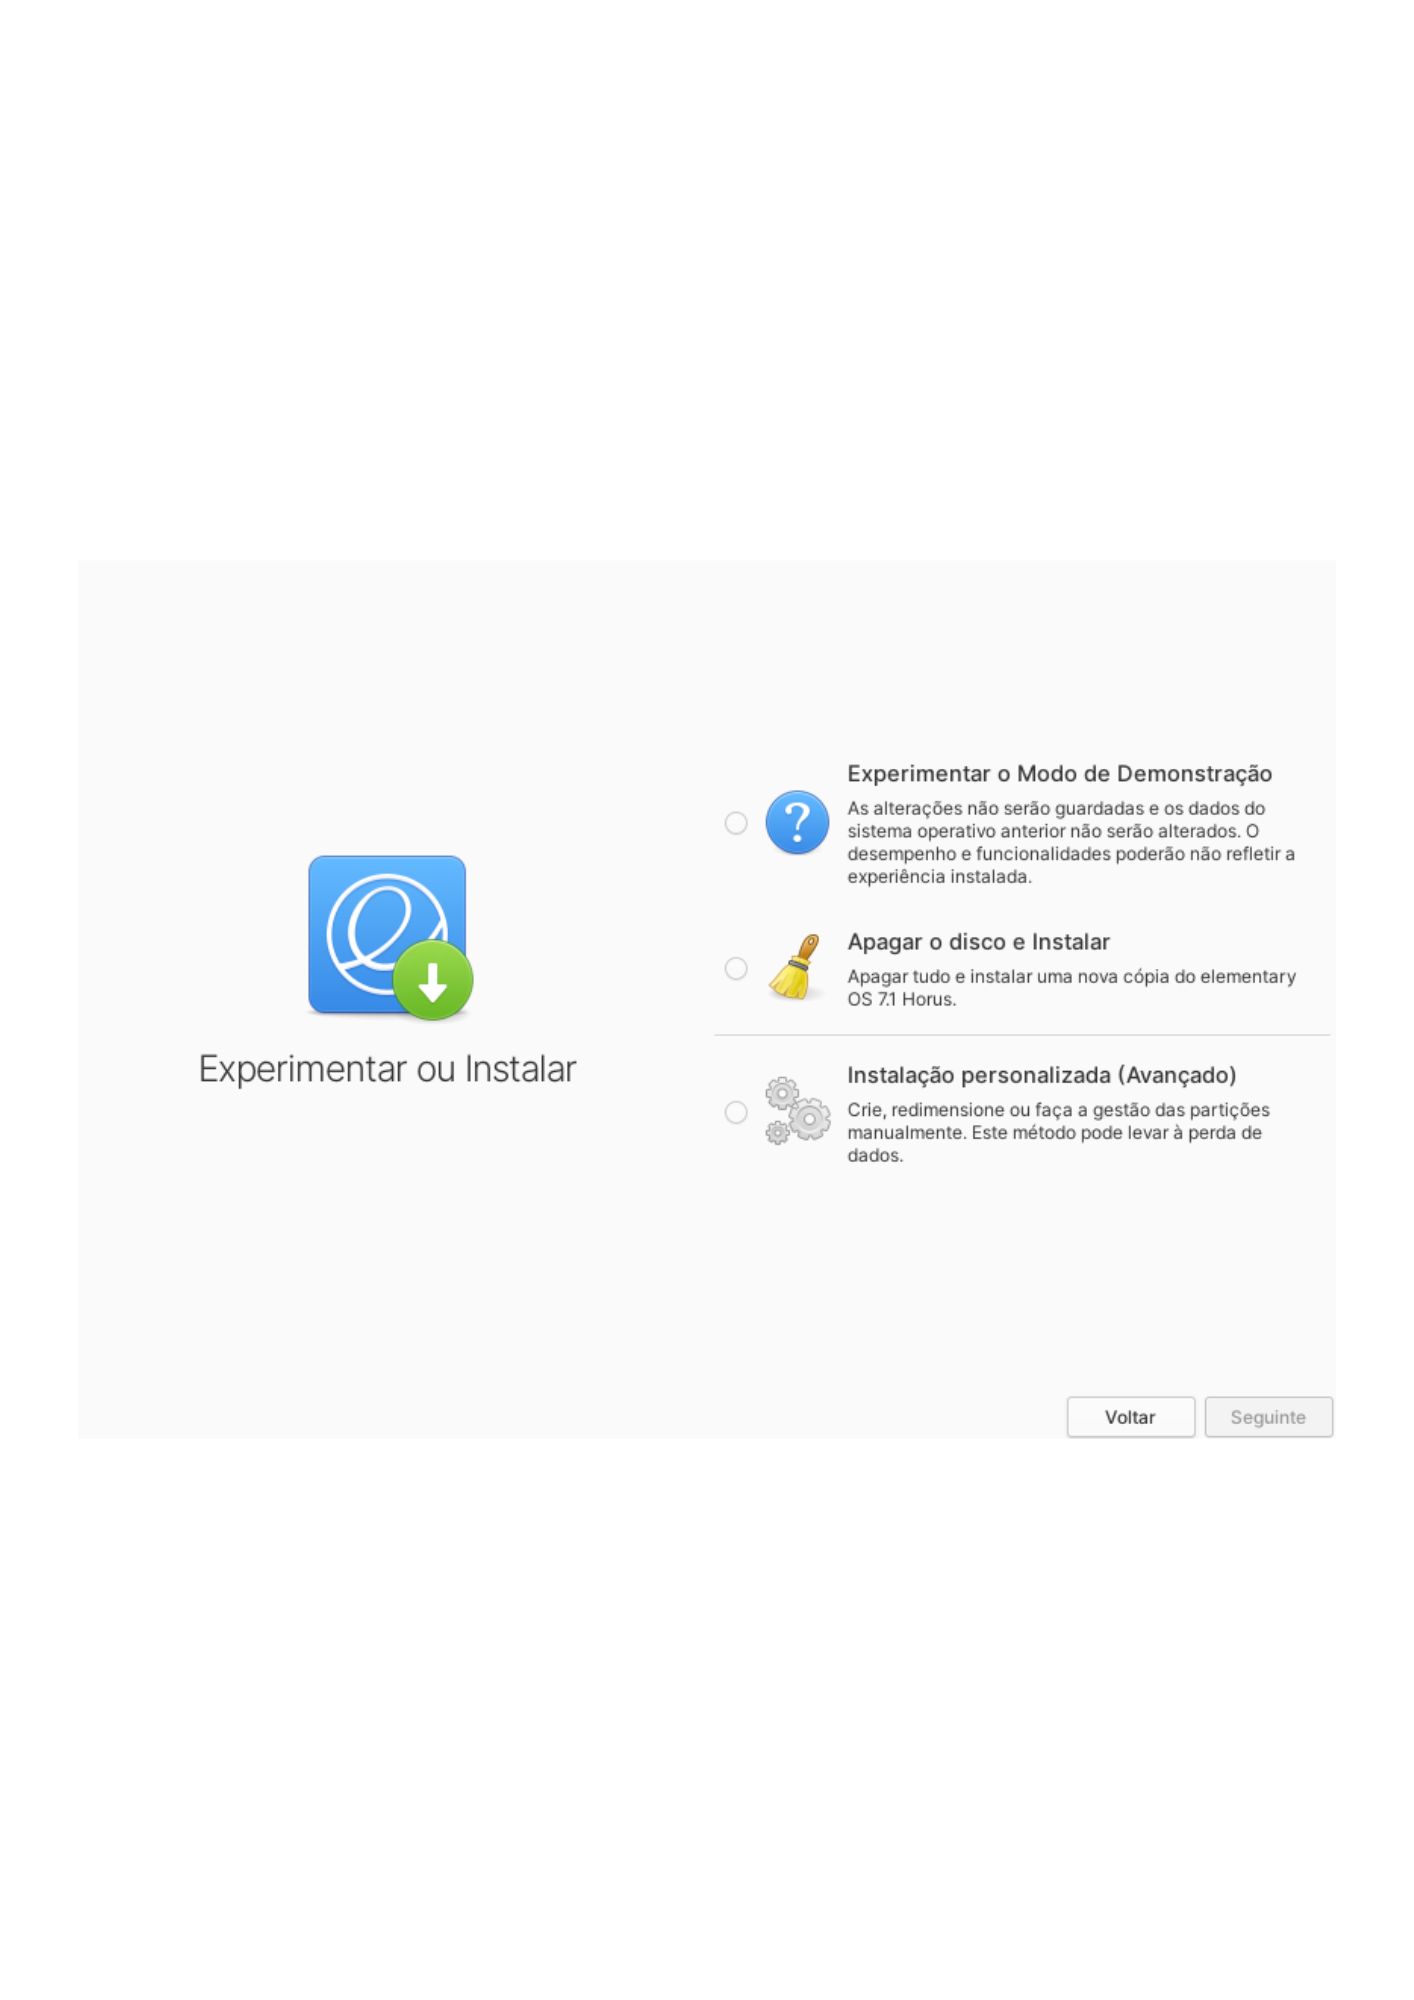 Experimentar ou Instalar
?
Experimentar o Modo de Demonstração
As alterações não serão guardadas e os dados do
sistema operativo anterior não serão alterados. O
desempenho e funcionalidades poderão não refletir a
experiência instalada.
Apagar o disco e Instalar
Apagar tudo e instalar uma nova cópia do elementary
OS 7.1 Horus.
Instalação personalizada (Avançado)
Crie, redimensione ou faça a gestão das partições
manualmente. Este método pode levar à perda de
dados.
Voltar
Seguinte